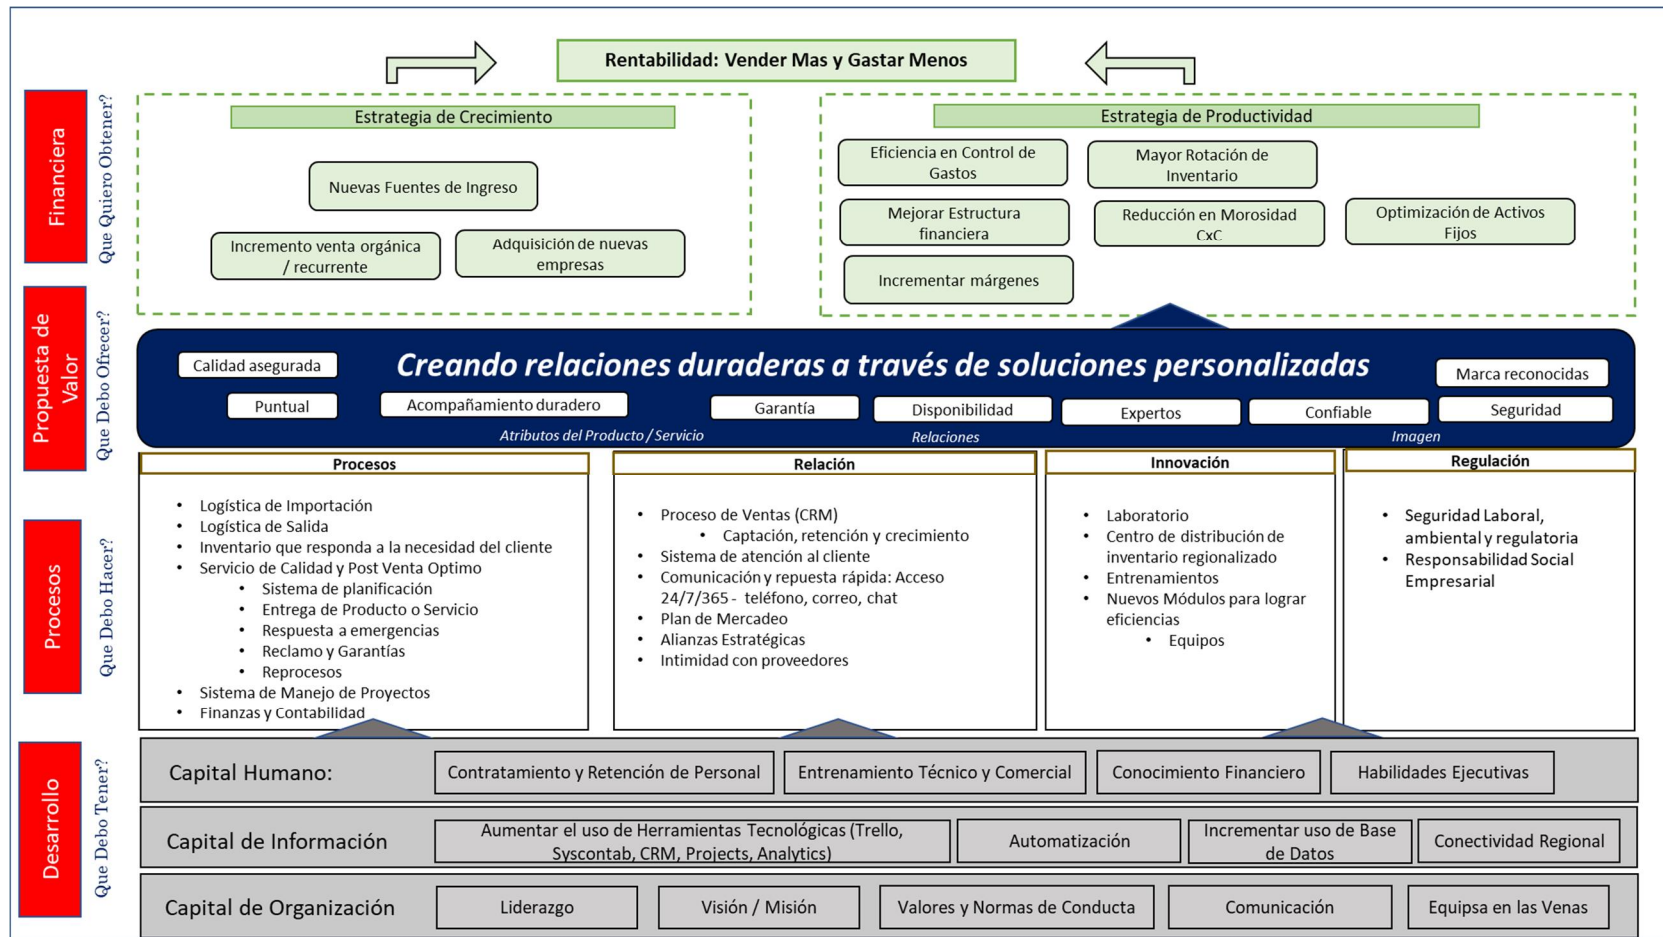 Rentabilidad: Vender Mas y Gastar Menos
Financiera
Que Quiero Obtener?
Estrategia de Crecimiento
Nuevas Fuentes de Ingreso
Incremento venta orgánica
/ recurrente
Adquisición de nuevas
empresas
Estrategia de Productividad
Eficiencia en Control de
Gastos
Mayor Rotación de
Inventario
Mejorar Estructura
financiera
Reducción en Morosidad
CxC
Optimización de Activos
Fijos
Incrementar márgenes
Propuesta de
Valor
Que Debo Ofrecer?
Creando relaciones duraderas a través de soluciones personalizadas
Calidad asegurada
Marca reconocidas
Puntual
Acompañamiento duradero
Garantía
Disponibilidad
Expertos
Confiable
Seguridad
Atributos del Producto / Servicio
Relaciones
Imagen
Procesos
Que Debo Hacer?
Procesos
• Logística de Importación
• Logística de Salida
• Inventario que responda a la necesidad del cliente
• Servicio de Calidad y Post Venta Optimo
• Sistema de planificación
• Entrega de Producto o Servicio
• Respuesta a emergencias
• Reclamo y Garantías
• Reprocesos
• Sistema de Manejo de Proyectos
• Finanzas y Contabilidad
Relación
• Proceso de Ventas (CRM)
• Captación, retención y crecimiento
• Sistema de atención al cliente
• Comunicación y repuesta rápida: Acceso
24/7/365 - teléfono, correo, chat
• Plan de Mercadeo
• Alianzas Estratégicas
• Intimidad con proveedores
Innovación
• Laboratorio
• Centro de distribución de
inventario regionalizado
• Entrenamientos
• Nuevos Módulos para lograr
eficiencias
• Equipos
Regulación
• Seguridad Laboral,
ambiental y regulatoria
• Responsabilidad Social
Empresarial
Desarrollo
Que Debo Tener?
Capital Humano:
Contratamiento y Retención de Personal
Entrenamiento Técnico y Comercial
Conocimiento Financiero
Habilidades Ejecutivas
Capital de Información
Aumentar el uso de Herramientas Tecnológicas (Trello,
Syscontab, CRM, Projects, Analytics)
Automatización
Incrementar uso de Base
de Datos
Conectividad Regional
Capital de Organización
Liderazgo
Visión / Misión
Valores y Normas de Conducta
Comunicación
Equipsa en las Venas